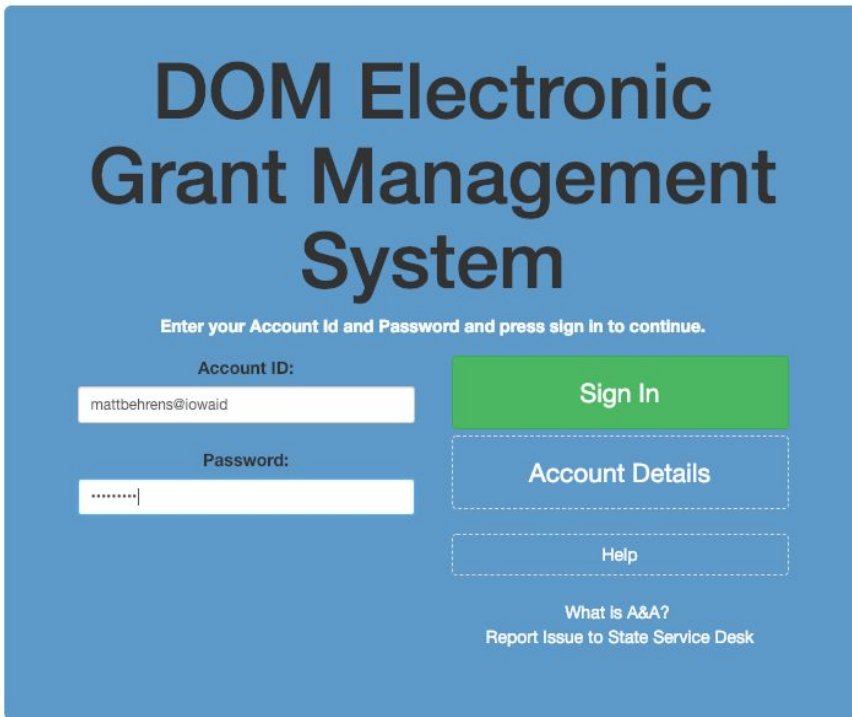 DOM Electronic
Grant Management
System
Enter your Account Id and Password and press sign in to continue.
Account ID:
mattbehrens@iowaid
Password:
•••••••••
Sign In
Account Details
Help
What is A&A?
Report Issue to State Service Desk